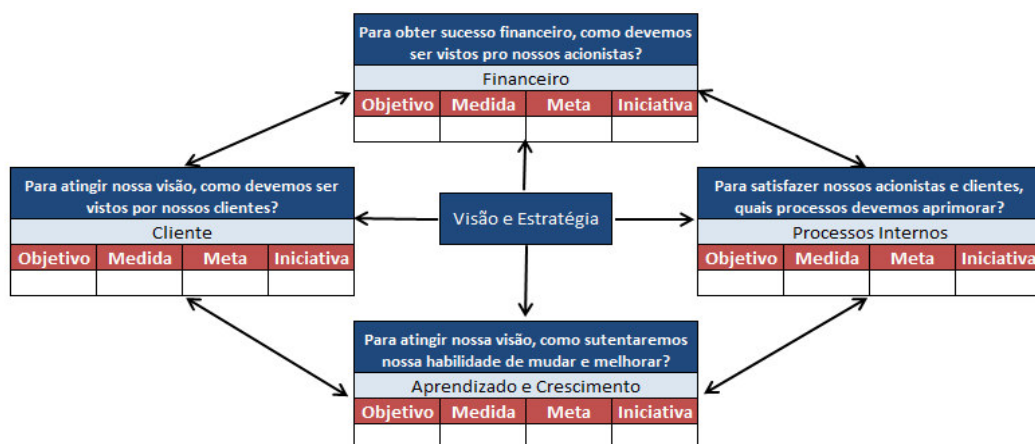 Para obter sucesso financeiro, como devemos
ser vistos pro nossos acionistas?
Financeiro
Objetivo Medida Meta Iniciativa
Para atingir nossa visão, como devemos ser
vistos por nossos clientes?
Cliente
Objetivo Medida Meta Iniciativa
Visão e Estratégia
Para satisfazer nossos acionistas e clientes,
quais processos devemos aprimorar?
Processos Internos
Objetivo Medida Meta Iniciativa
Para atingir nossa visão, como sutentaremos
nossa habilidade de mudar e melhorar?
Aprendizado e Crescimento
Objetivo Medida Meta Iniciativa